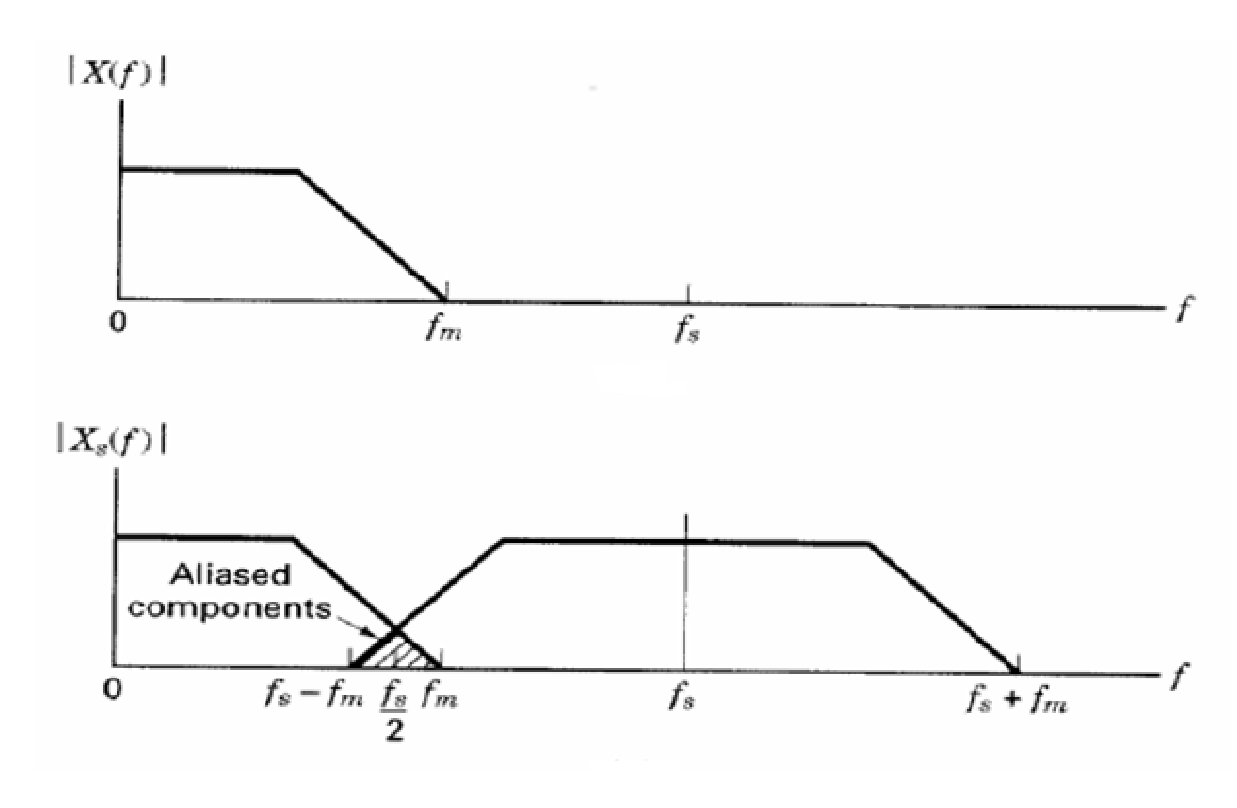 |X(f)|
0 fm fs f
|Xs(f)|
Aliased
components
0 fs − fm fs/2 fm fs fs + fm f